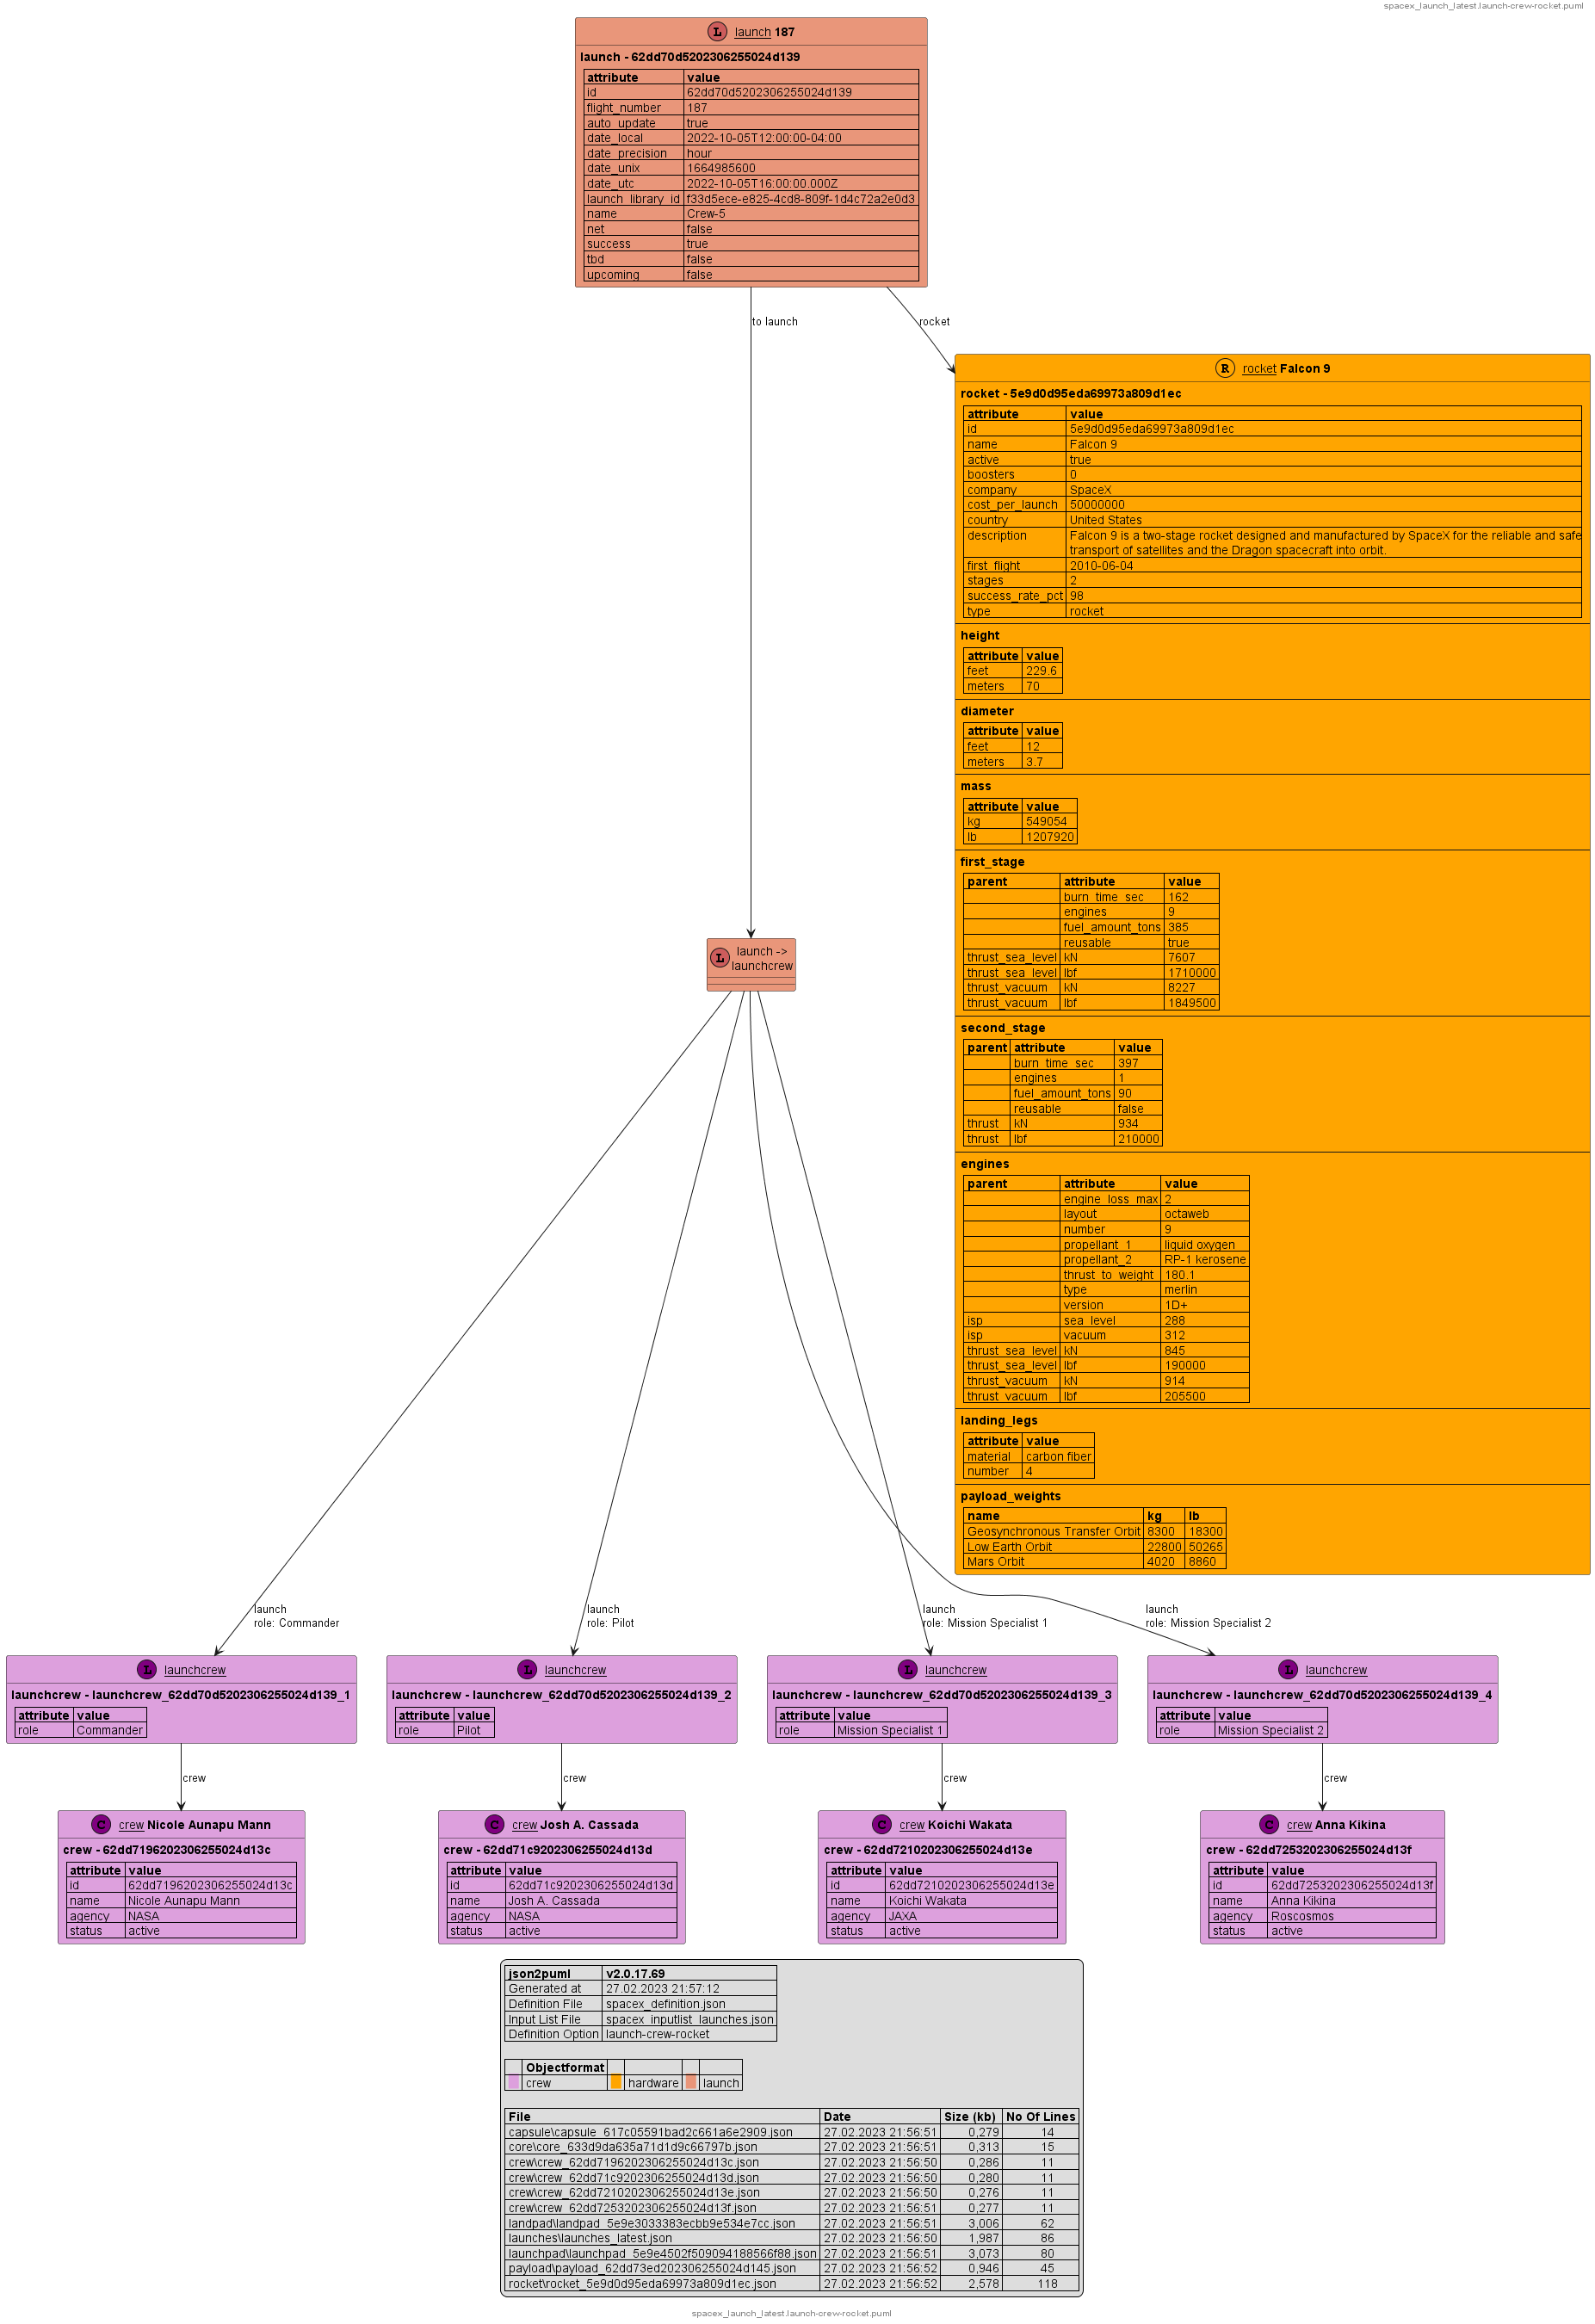 spacex_launch_latest.launch-crew-rocket.puml
L launch 187
launch - 62dd70d5202306255024d139
attribute value
id 62dd70d5202306255024d139
flight_number 187
auto_update true
date_local 2022-10-05T12:00:00-04:00
date_precision hour
date_unix 1664985600
date_utc 2022-10-05T16:00:00.000Z
launch_library_id f33d5ece-e825-4cd8-809f-1d4c72a2e0d3
name Crew-5
net false
success true
tbd false
upcoming false
to launch
rocket
R rocket Falcon 9
rocket - 5e9d0d95eda69973a809d1ec
attribute value
id 5e9d0d95eda69973a809d1ec
name Falcon 9
active true
boosters 0
company SpaceX
cost_per_launch 50000000
country United States
description Falcon 9 is a two-stage rocket designed and manufactured by SpaceX for the reliable and safe
transport of satellites and the Dragon spacecraft into orbit.
first_flight 2010-06-04
stages 2
success_rate_pct 98
type rocket
height
attribute value
feet 229.6
meters 70
diameter
attribute value
feet 12
meters 3.7
mass
attribute value
kg 549054
lb 1207920
first_stage
parent attribute value
burn_time_sec 162
engines 9
fuel_amount_tons 385
reusable true
thrust_sea_level kN 7607
thrust_sea_level lbf 1710000
thrust_vacuum kN 8227
thrust_vacuum lbf 1849500
second_stage
parent attribute value
burn_time_sec 397
engines 1
fuel_amount_tons 90
reusable false
thrust kN 934
thrust lbf 210000
engines
parent attribute value
engine_loss_max 2
layout octaweb
number 9
propellant_1 liquid oxygen
propellant_2 RP-1 kerosene
thrust_to_weight 180.1
type merlin
version 1D+
isp sea_level 288
isp vacuum 312
thrust_sea_level kN 845
thrust_sea_level lbf 190000
thrust_vacuum kN 914
thrust_vacuum lbf 205500
landing_legs
attribute value
material carbon fiber
number 4
payload_weights
name kg lb
Geosynchronous Transfer Orbit 8300 18300
Low Earth Orbit 22800 50265
Mars Orbit 4020 8860
L launch ->
launchcrew
launch
role: Commander
launch
role: Pilot
launch
role: Mission Specialist 1
launch
role: Mission Specialist 2
L launchcrew
launchcrew - launchcrew_62dd70d5202306255024d139_1
attribute value
role Commander
L launchcrew
launchcrew - launchcrew_62dd70d5202306255024d139_2
attribute value
role Pilot
L launchcrew
launchcrew - launchcrew_62dd70d5202306255024d139_3
attribute value
role Mission Specialist 1
L launchcrew
launchcrew - launchcrew_62dd70d5202306255024d139_4
attribute value
role Mission Specialist 2
crew
crew
crew
crew
C crew Nicole Aunapu Mann
crew - 62dd7196202306255024d13c
attribute value
id 62dd7196202306255024d13c
name Nicole Aunapu Mann
agency NASA
status active
C crew Josh A. Cassada
crew - 62dd71c9202306255024d13d
attribute value
id 62dd71c9202306255024d13d
name Josh A. Cassada
agency NASA
status active
C crew Koichi Wakata
crew - 62dd7210202306255024d13e
attribute value
id 62dd7210202306255024d13e
name Koichi Wakata
agency JAXA
status active
C crew Anna Kikina
crew - 62dd7253202306255024d13f
attribute value
id 62dd7253202306255024d13f
name Anna Kikina
agency Roscosmos
status active
json2puml v2.0.17.69
Generated at 27.02.2023 21:57:12
Definition File spacex_definition.json
Input List File spacex_inputlist_launches.json
Definition Option launch-crew-rocket
Objectformat
crew hardware launch
File Date Size (kb) No Of Lines
capsule\capsule_617c05591bad2c661a6e2909.json 27.02.2023 21:56:51 0,279 14
core\core_633d9da635a71d1d9c66797b.json 27.02.2023 21:56:51 0,313 15
crew\crew_62dd7196202306255024d13c.json 27.02.2023 21:56:50 0,286 11
crew\crew_62dd71c9202306255024d13d.json 27.02.2023 21:56:50 0,280 11
crew\crew_62dd7210202306255024d13e.json 27.02.2023 21:56:50 0,276 11
crew\crew_62dd7253202306255024d13f.json 27.02.2023 21:56:51 0,277 11
landpad\landpad_5e9e3033383ecbb9e534e7cc.json 27.02.2023 21:56:51 3,006 62
launches\launches_latest.json 27.02.2023 21:56:50 1,987 86
launchpad\launchpad_5e9e4502f509094188566f88.json 27.02.2023 21:56:51 3,073 80
payload\payload_62dd73ed202306255024d145.json 27.02.2023 21:56:52 0,946 45
rocket\rocket_5e9d0d95eda69973a809d1ec.json 27.02.2023 21:56:52 2,578 118
spacex_launch_latest.launch-crew-rocket.puml